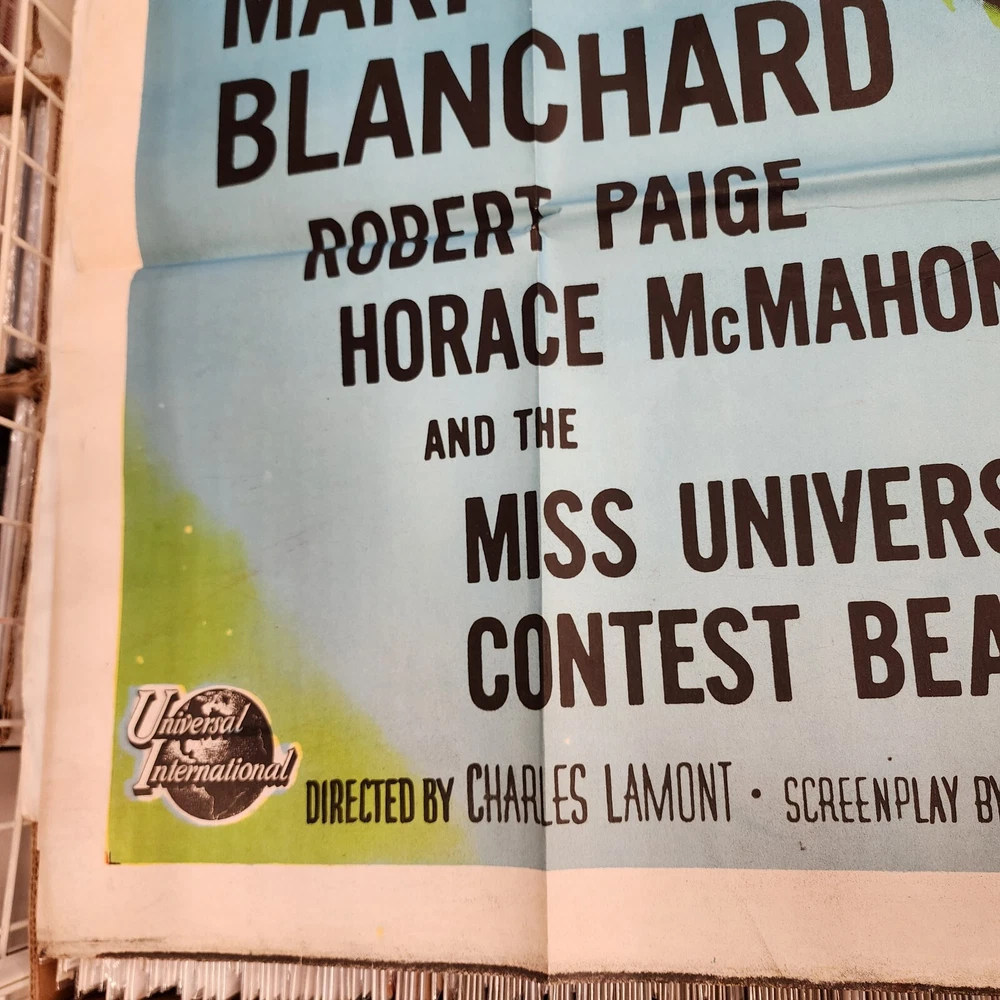 MARI
BLANCHARD
ROBERT PAIGE
HORACE McMAHON
AND THE
MISS UNIVERS
CONTEST BEA
Universal
International
DIRECTED BY CHARLES LAMONT • SCREENPLAY BY